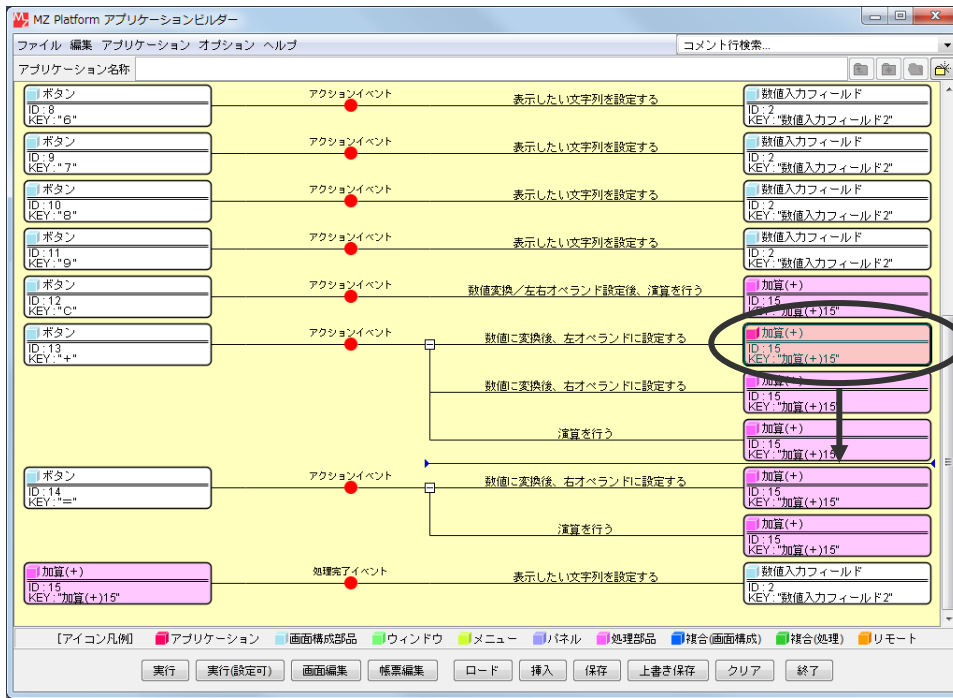 MZ Platform アプリケーションビルダー
ファイル 編集 アプリケーション オプション ヘルプ
コメント行検索...
アプリケーション名称
ボタン アクションイベント 表示したい文字列を設定する 数値入力フィールド
ID:8 ID:2
KEY:"6" KEY:"数値入力フィールド2"
ボタン アクションイベント 表示したい文字列を設定する 数値入力フィールド
ID:9 ID:2
KEY:"7" KEY:"数値入力フィールド2"
ボタン アクションイベント 表示したい文字列を設定する 数値入力フィールド
ID:10 ID:2
KEY:"8" KEY:"数値入力フィールド2"
ボタン アクションイベント 表示したい文字列を設定する 数値入力フィールド
ID:11 ID:2
KEY:"9" KEY:"数値入力フィールド2"
ボタン アクションイベント 数値変換/左右オペランド設定後、演算を行う 加算(+)
ID:12 ID:15
KEY:"C" KEY:"加算(+)15"
ボタン アクションイベント 数値に変換後、左オペランドに設定する 加算(+)
ID:13 ID:15
KEY:"+" KEY:"加算(+)15"
数値に変換後、右オペランドに設定する 加算(+)
ID:15
KEY:"加算(+)15"
演算を行う 加算(+)
ID:15
KEY:"加算(+)15"
ボタン アクションイベント 数値に変換後、右オペランドに設定する 加算(+)
ID:14 ID:15
KEY:"=" KEY:"加算(+)15"
演算を行う 加算(+)
ID:15
KEY:"加算(+)15"
加算(+) 処理完了イベント 表示したい文字列を設定する 数値入力フィールド
ID:15 ID:2
KEY:"加算(+)15" KEY:"数値入力フィールド2"
[アイコン凡例] アプリケーション 画面構成部品 ウィンドウ メニュー パネル 処理部品 複合(画面構成) 複合(処理) リモート
実行 実行(設定可) 画面編集 帳票編集 ロード 挿入 保存 上書き保存 クリア 終了